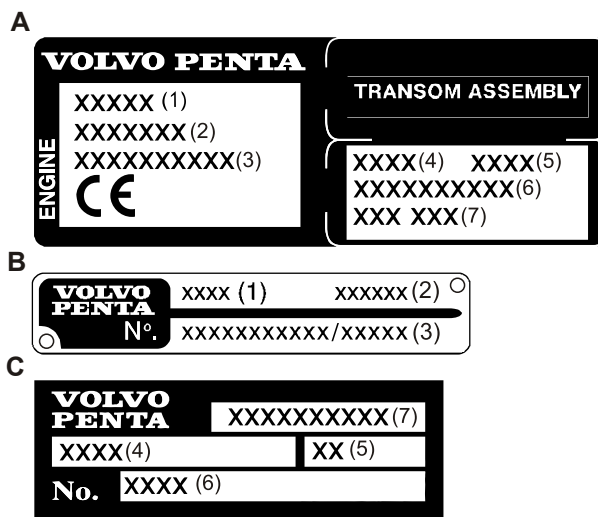 A
VOLVO PENTA
XXXXX (1)
XXXXXXX (2)
XXXXXXXXXX(3)
CE
ENGINE
TRANSOM ASSEMBLY
XXXX(4) XXXX(5)
XXXXXXXXXX(6)
XXX XXX(7)
B
VOLVO
PENTA
Nº.
xxxx (1) xxxxxx (2)
xxxxxxxxxxx/xxxxx (3)
C
VOLVO
PENTA
XXXXXXXXXX(7)
XXXX(4) XX (5)
No. XXXX (6)